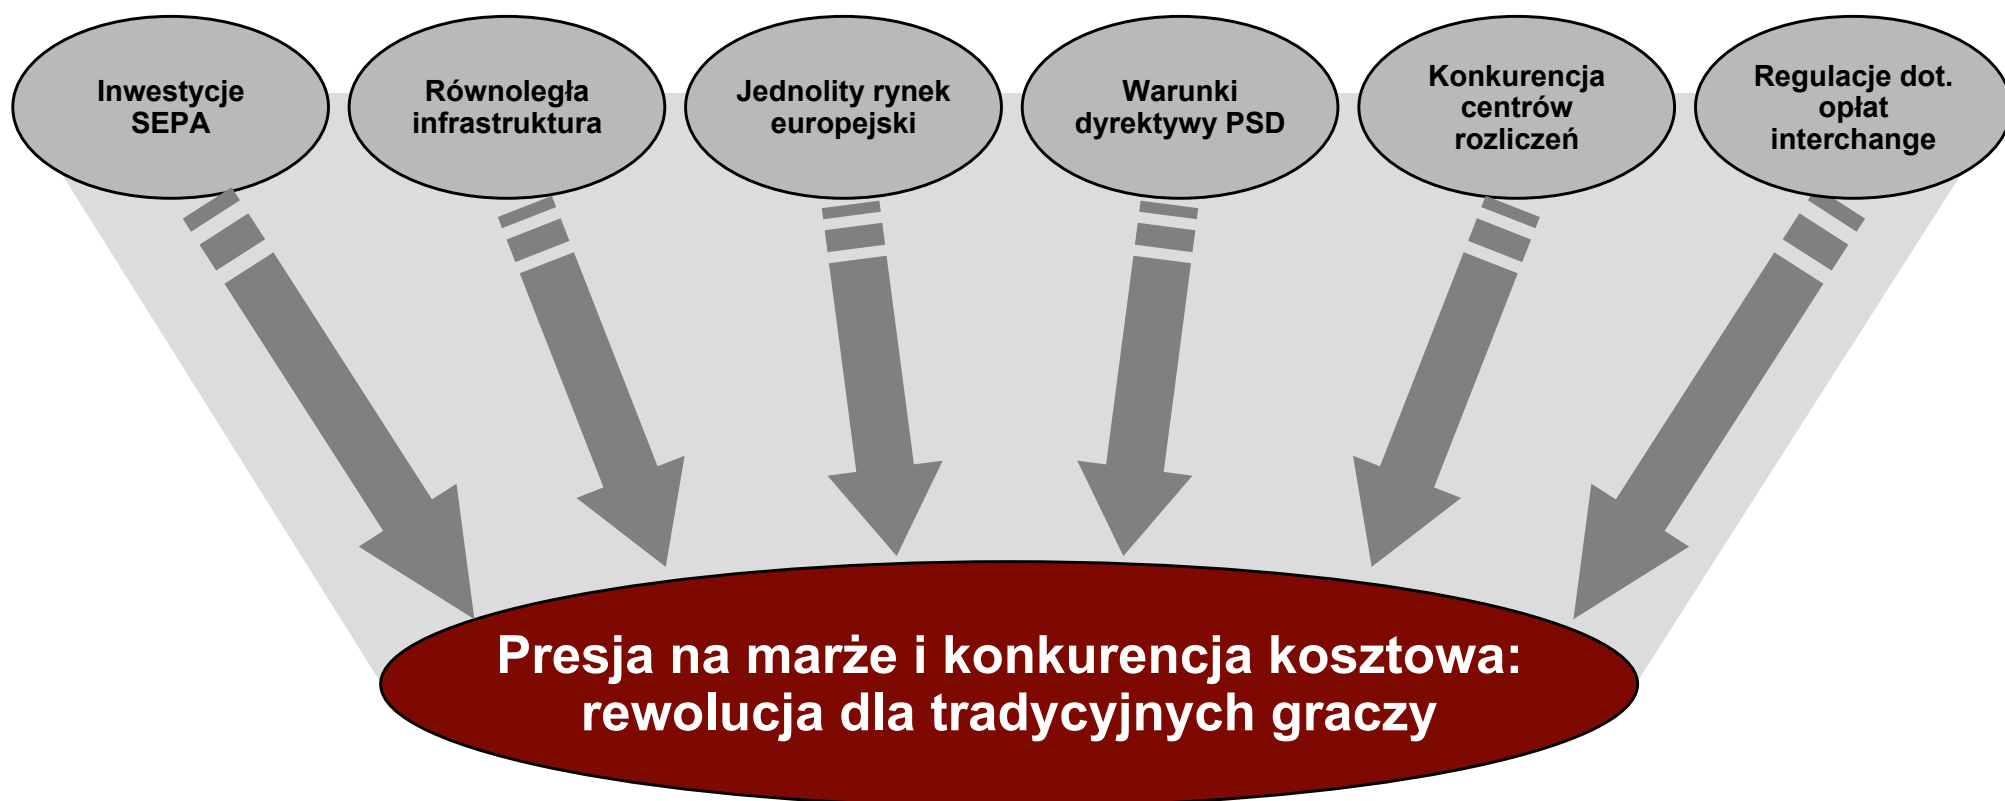 Inwestycje
SEPA
Równoległa
infrastruktura
Jednolity rynek
europejski
Warunki
dyrektywy PSD
Konkurencja
centrów
rozliczeń
Regulacje dot.
opłat
interchange
Presja na marże i konkurencja kosztowa:
rewolucja dla tradycyjnych graczy